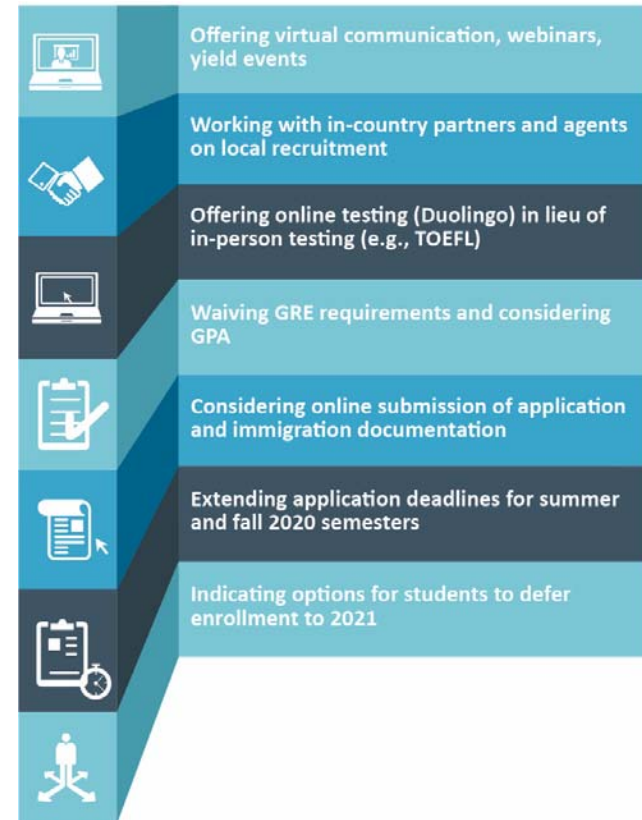 Offering virtual communication, webinars,
yield events
Working with in-country partners and agents
on local recruitment
Offering online testing (Duolingo) in lieu of
in-person testing (e.g., TOEFL)
Waiving GRE requirements and considering
GPA
Considering online submission of application
and immigration documentation
Extending application deadlines for summer
and fall 2020 semesters
Indicating options for students to defer
enrollment to 2021